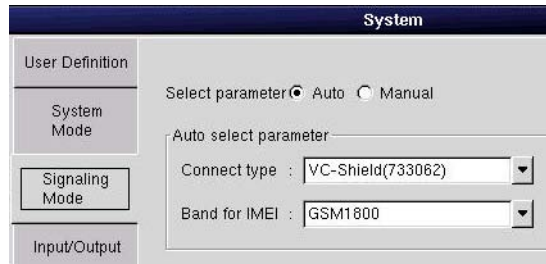 System
User Definition
System
Mode
Signaling
Mode
Input/Output
Select parameter Auto Manual
Auto select parameter
Connect type : VC-Shield(733062)
Band for IMEI : GSM1800